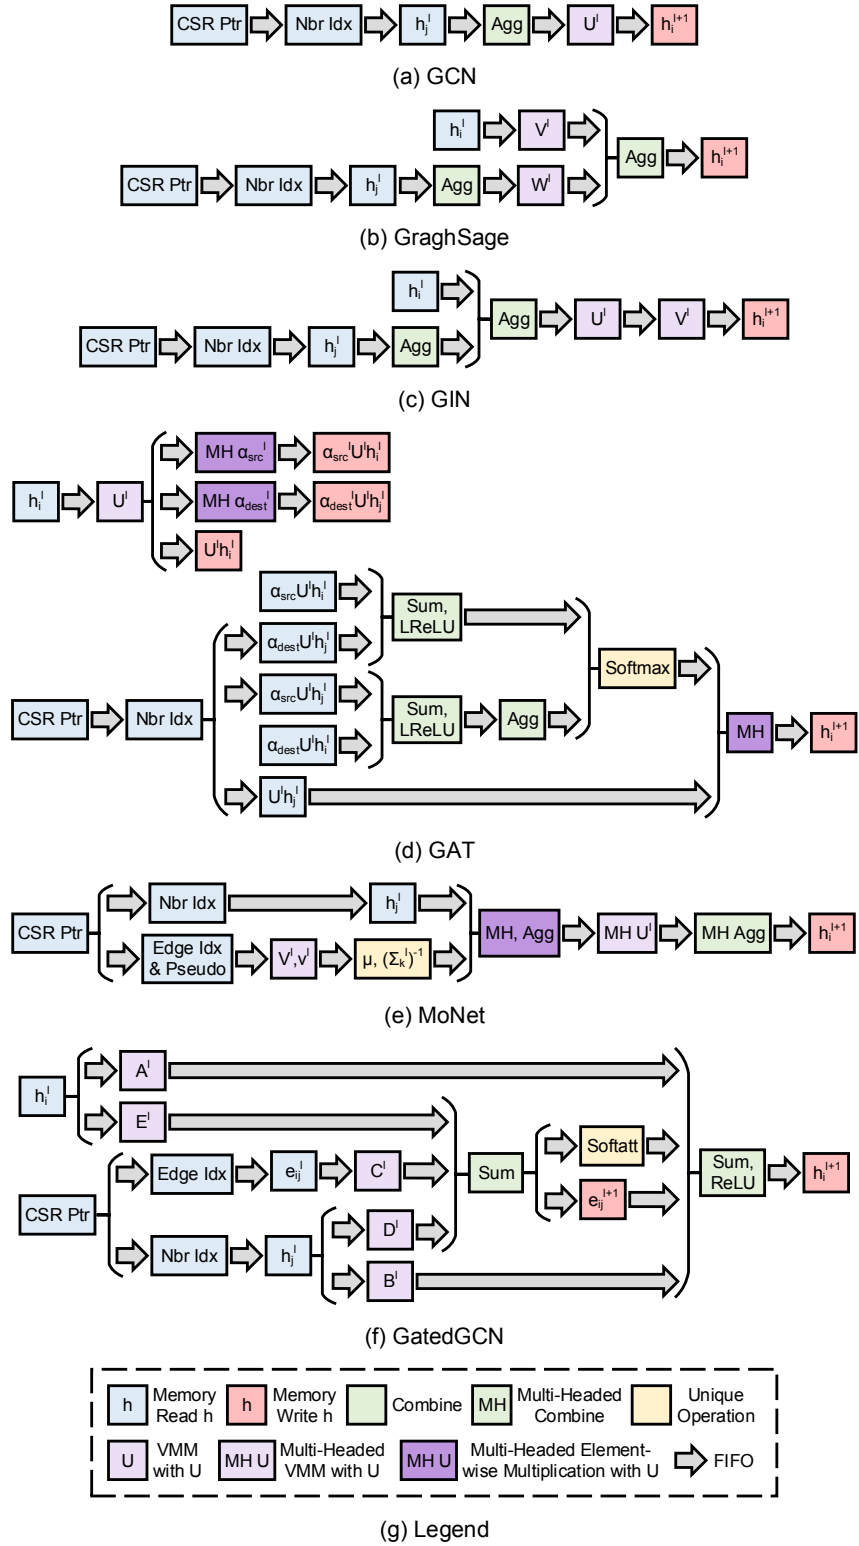 CSR Ptr Nbr Idx h_j^l Agg U^l h_i^{l+1}
(a) GCN
h_i^l V^l
Agg h_i^{l+1}
CSR Ptr Nbr Idx h_j^l Agg W^l
(b) GraghSage
h_i^l
Agg U^l V^l h_i^{l+1}
CSR Ptr Nbr Idx h_j^l Agg
(c) GIN
MH α_src^l α_src^l U^l h_i^l
h_i^l U^l MH α_dest^l α_dest^l U^l h_j^l
U^l h_i^l
α_src U^l h_i^l
Sum,
LReLU
α_dest U^l h_j^l
Softmax
CSR Ptr Nbr Idx α_src U^l h_j^l
Sum,
LReLU Agg
MH h_i^{l+1}
α_dest U^l h_i^l
U^l h_j^l
(d) GAT
Nbr Idx h_j^l
CSR Ptr MH, Agg MH U^l MH Agg h_i^{l+1}
Edge Idx
& Pseudo V^l,v^l μ, (Σ_k^l)^{-1}
(e) MoNet
A^l
h_i^l
E^l
Softatt
Edge Idx e_ij^l C^l Sum Sum,
ReLU h_i^{l+1}
e_ij^{l+1}
CSR Ptr
D^l
Nbr Idx h_j^l
B^l
(f) GatedGCN
h Memory
Read h
h Memory
Write h
Combine
MH Multi-Headed
Combine
Unique
Operation
U VMM
with U
MH U Multi-Headed
VMM with U
MH U Multi-Headed Element-
wise Multiplication with U
FIFO
(g) Legend